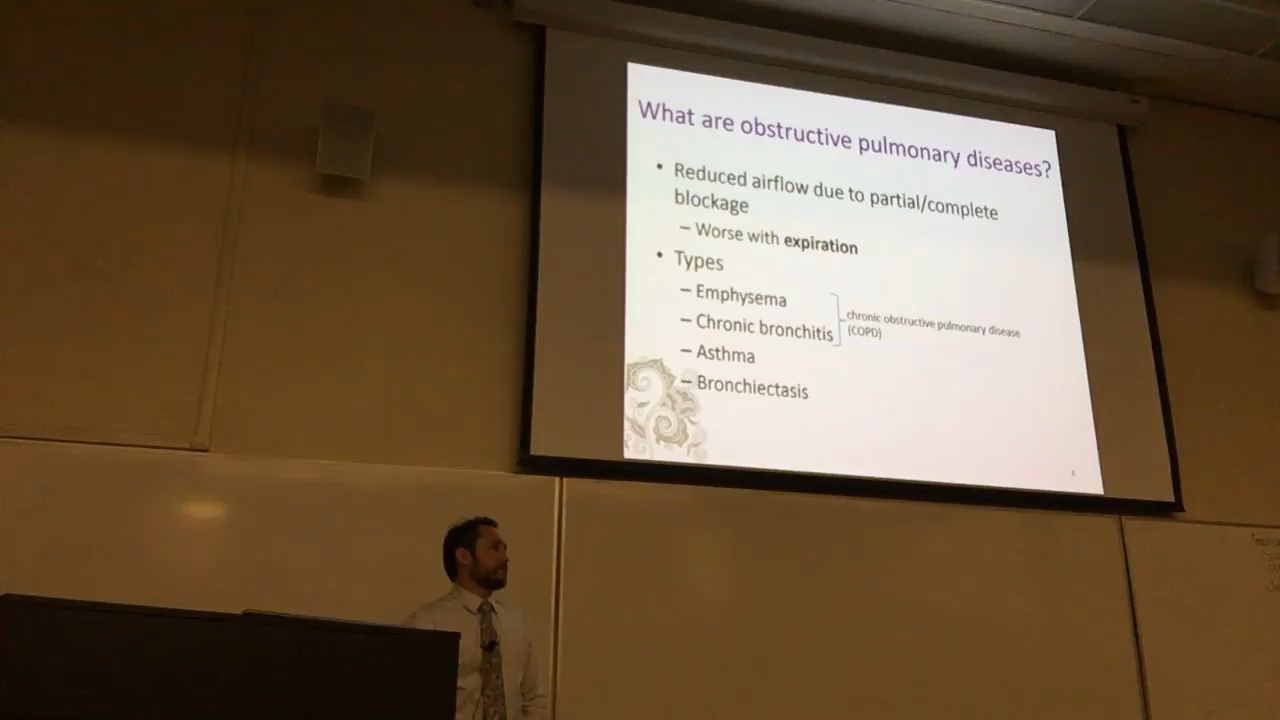 What are obstructive pulmonary diseases?
• Reduced airflow due to partial/complete
blockage
– Worse with expiration
• Types
– Emphysema
– Chronic bronchitis
chronic obstructive pulmonary disease
(COPD)
– Asthma
– Bronchiectasis